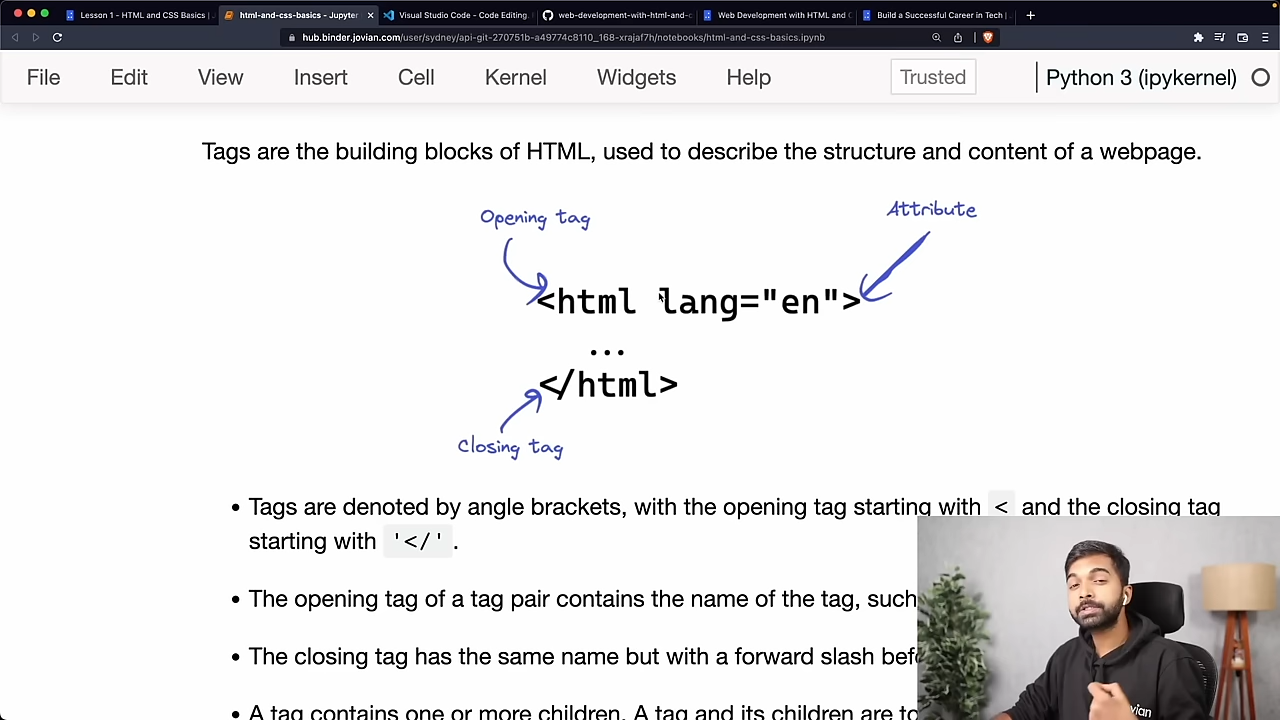 Lesson 1 - HTML and CSS Basics |
html-and-css-basics - Jupyter
Visual Studio Code - Code Editing.
web-development-with-html-and-c
Web Development with HTML and C
Build a Successful Career in Tech |
hub.binder.jovian.com/user/sydney/api-git-270751b-a49774c8110_168-xrajaf7h/notebooks/html-and-css-basics.ipynb
File Edit View Insert Cell Kernel Widgets Help Trusted Python 3 (ipykernel)
Tags are the building blocks of HTML, used to describe the structure and content of a webpage.
Opening tag
Attribute
<html lang="en">
...
</html>
Closing tag
• Tags are denoted by angle brackets, with the opening tag starting with < and the closing tag
starting with '</' .
• The opening tag of a tag pair contains the name of the tag, such
• The closing tag has the same name but with a forward slash bef
• A tag contains one or more children. A tag and its children are to